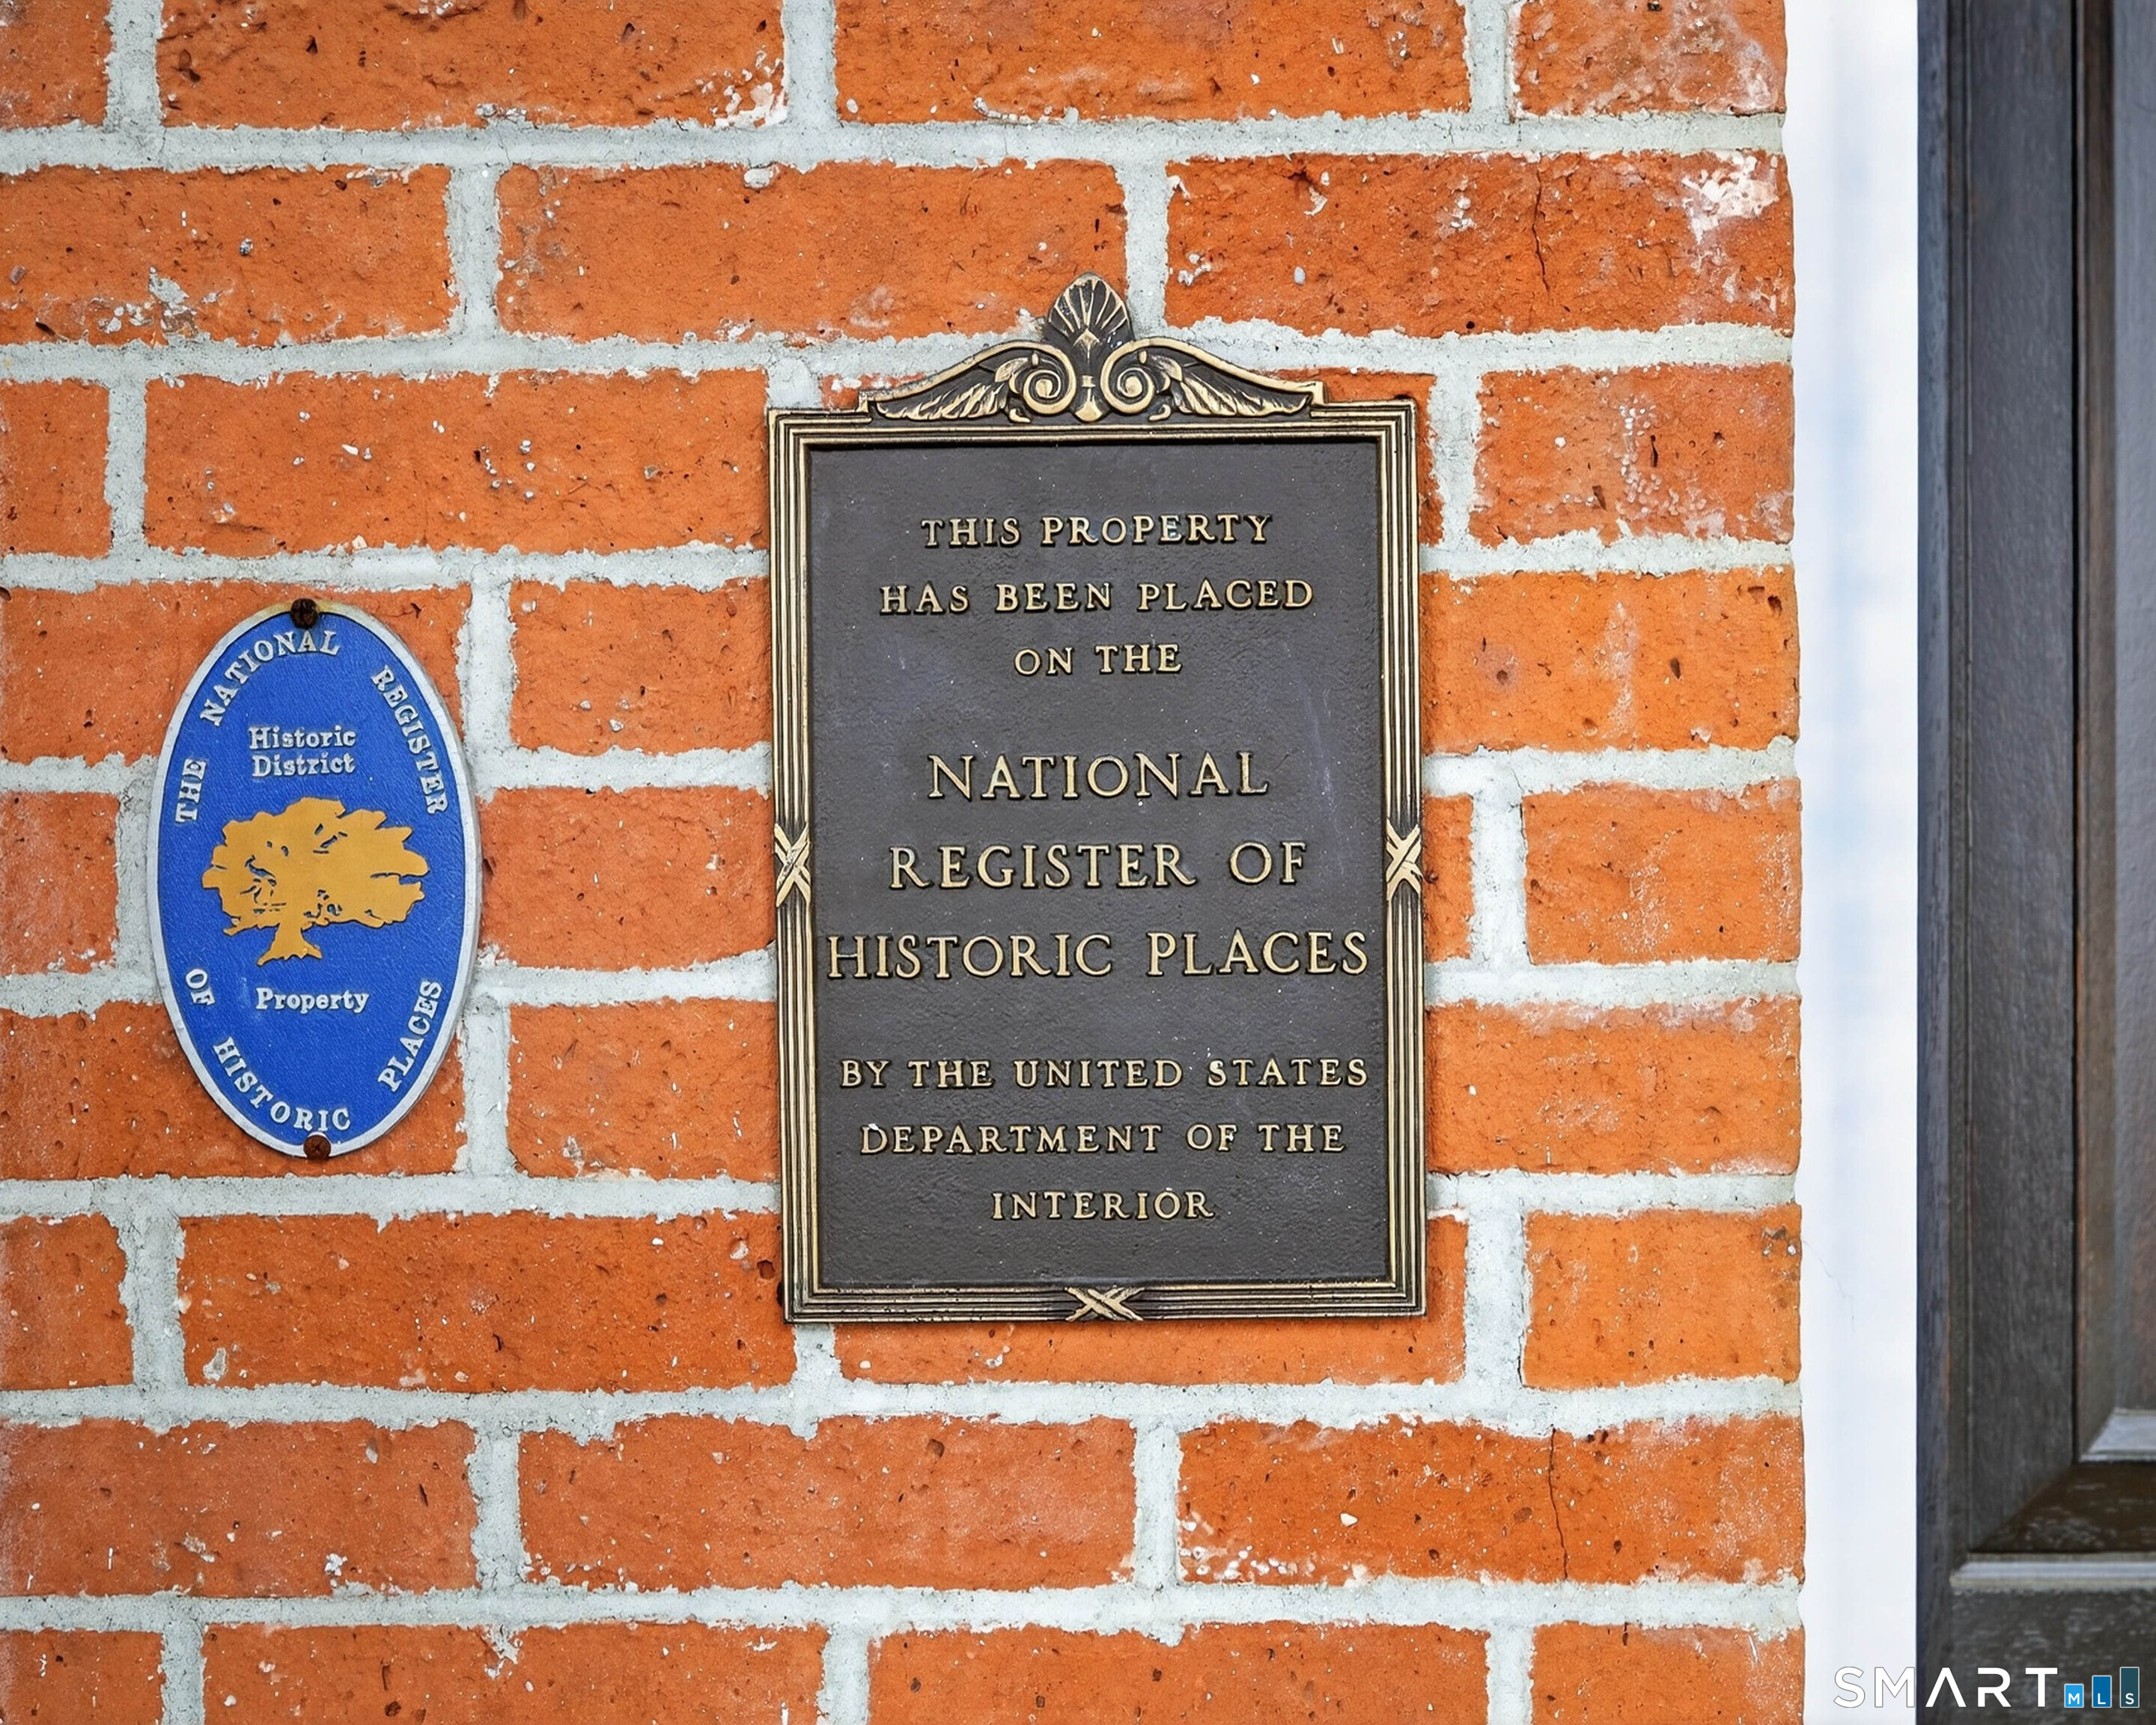 THE NATIONAL REGISTER
Historic
District
Property
OF HISTORIC PLACES
THIS PROPERTY
HAS BEEN PLACED
ON THE
NATIONAL
REGISTER OF
HISTORIC PLACES
BY THE UNITED STATES
DEPARTMENT OF THE
INTERIOR
SMART MLS